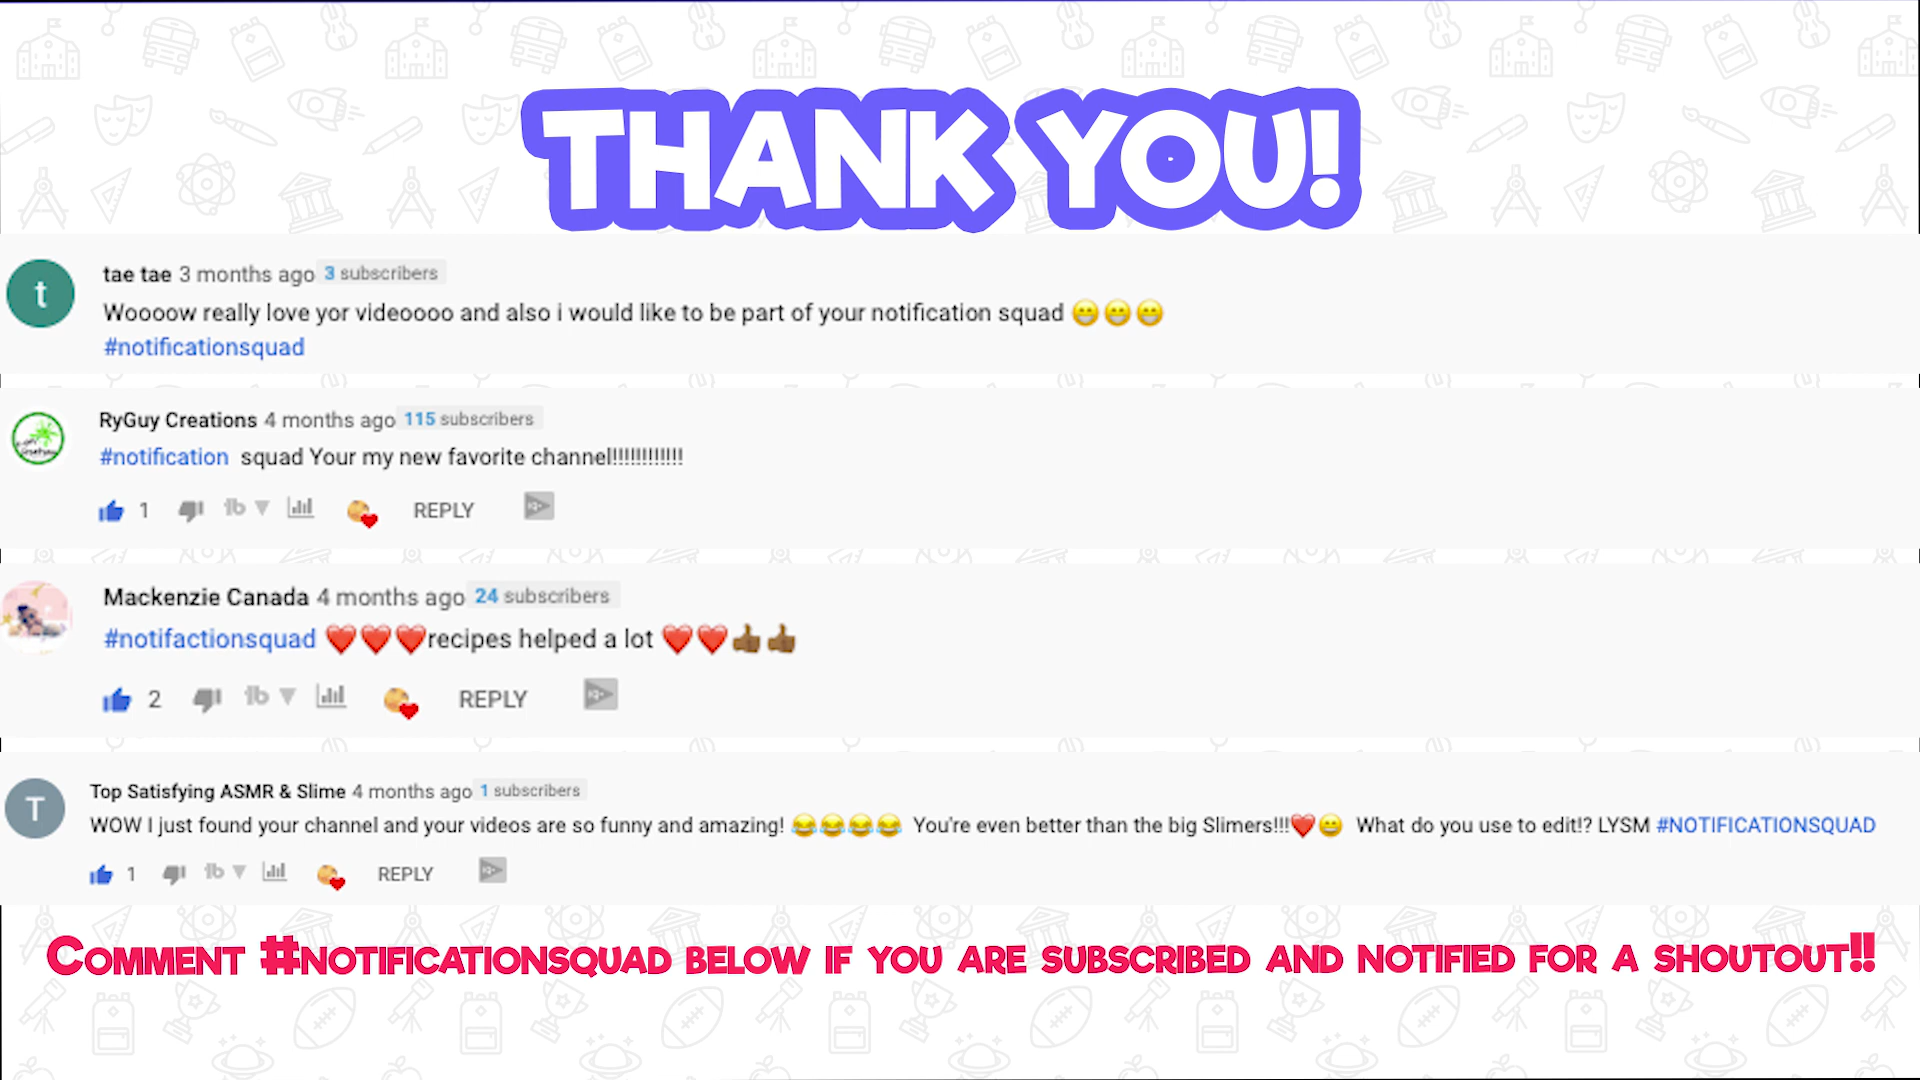 THANK YOU!
t
tae tae 3 months ago 3 subscribers
Woooow really love yor videoooo and also i would like to be part of your notification squad 😁😁😁
#notificationsquad
RyGuy Creations 4 months ago 115 subscribers
#notification squad Your my new favorite channel!!!!!!!!!!!!
1 REPLY
Mackenzie Canada 4 months ago 24 subscribers
#notifactionsquad ❤️❤️❤️recipes helped a lot ❤️❤️👍🏾👍🏾
2 REPLY
T
Top Satisfying ASMR & Slime 4 months ago 1 subscribers
WOW I just found your channel and your videos are so funny and amazing! 😂😂😂😂 You're even better than the big Slimers!!!❤️😁 What do you use to edit!? LYSM #NOTIFICATIONSQUAD
1 REPLY
COMMENT #NOTIFICATIONSQUAD BELOW IF YOU ARE SUBSCRIBED AND NOTIFIED FOR A SHOUTOUT!!